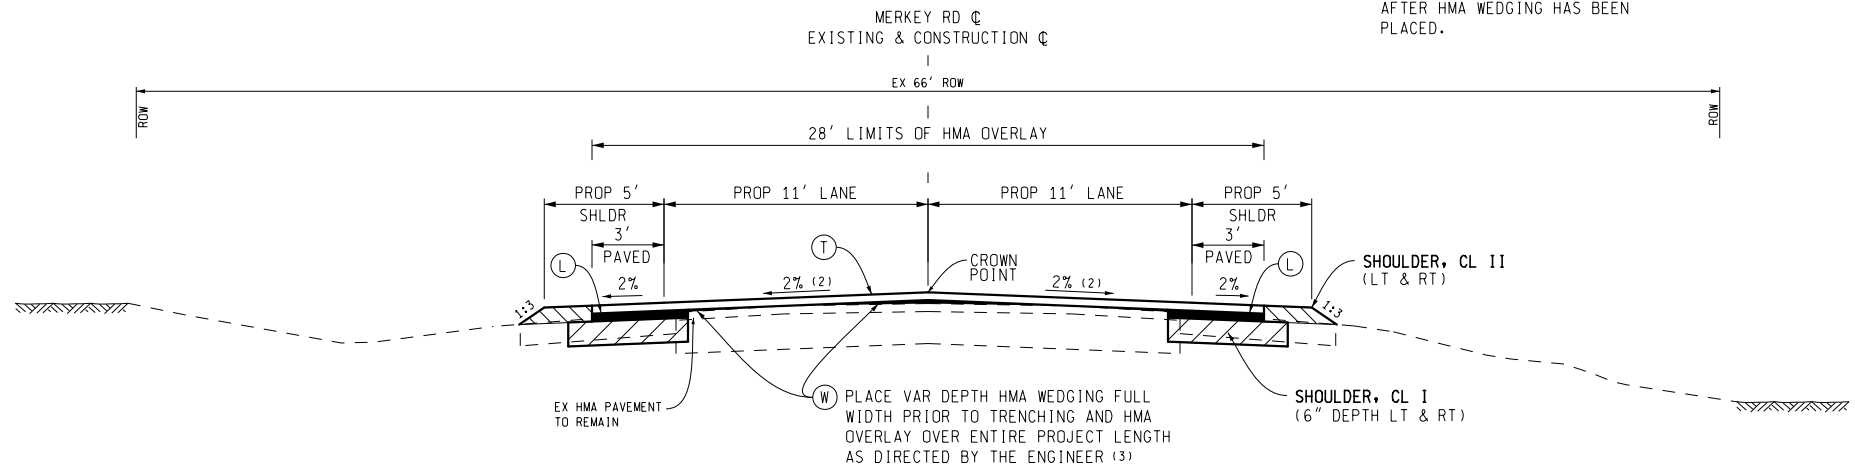 AFTER HMA WEDGING HAS BEEN
PLACED.
MERKEY RD ℄
EXISTING & CONSTRUCTION ℄
EX 66' ROW
ROW
ROW
28' LIMITS OF HMA OVERLAY
PROP 5'
SHLDR
3'
PAVED
PROP 11' LANE
PROP 11' LANE
PROP 5'
SHLDR
3'
PAVED
L
T
CROWN
POINT
L
SHOULDER, CL II
(LT & RT)
2%
2% (2)
2% (2)
2%
1:3
1:3
EX HMA PAVEMENT
TO REMAIN
W
PLACE VAR DEPTH HMA WEDGING FULL
WIDTH PRIOR TO TRENCHING AND HMA
OVERLAY OVER ENTIRE PROJECT LENGTH
AS DIRECTED BY THE ENGINEER (3)
SHOULDER, CL I
(6" DEPTH LT & RT)